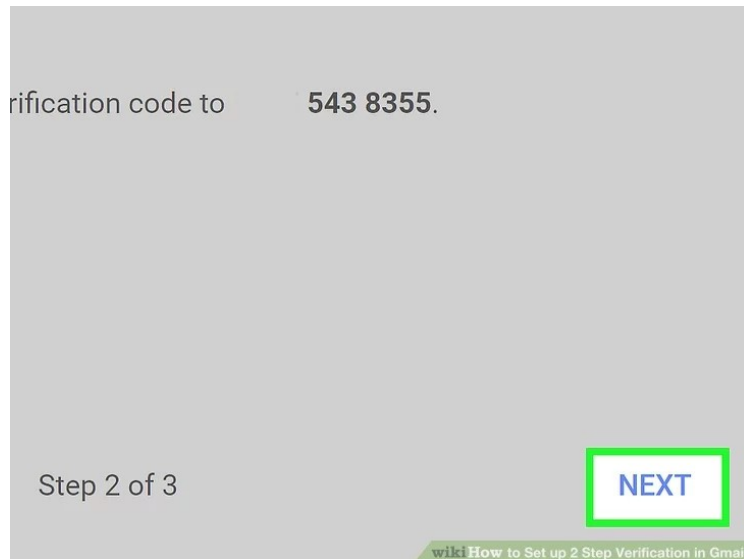 rification code to 543 8355.
Step 2 of 3
NEXT
wikiHow to Set up 2 Step Verification in Gmai